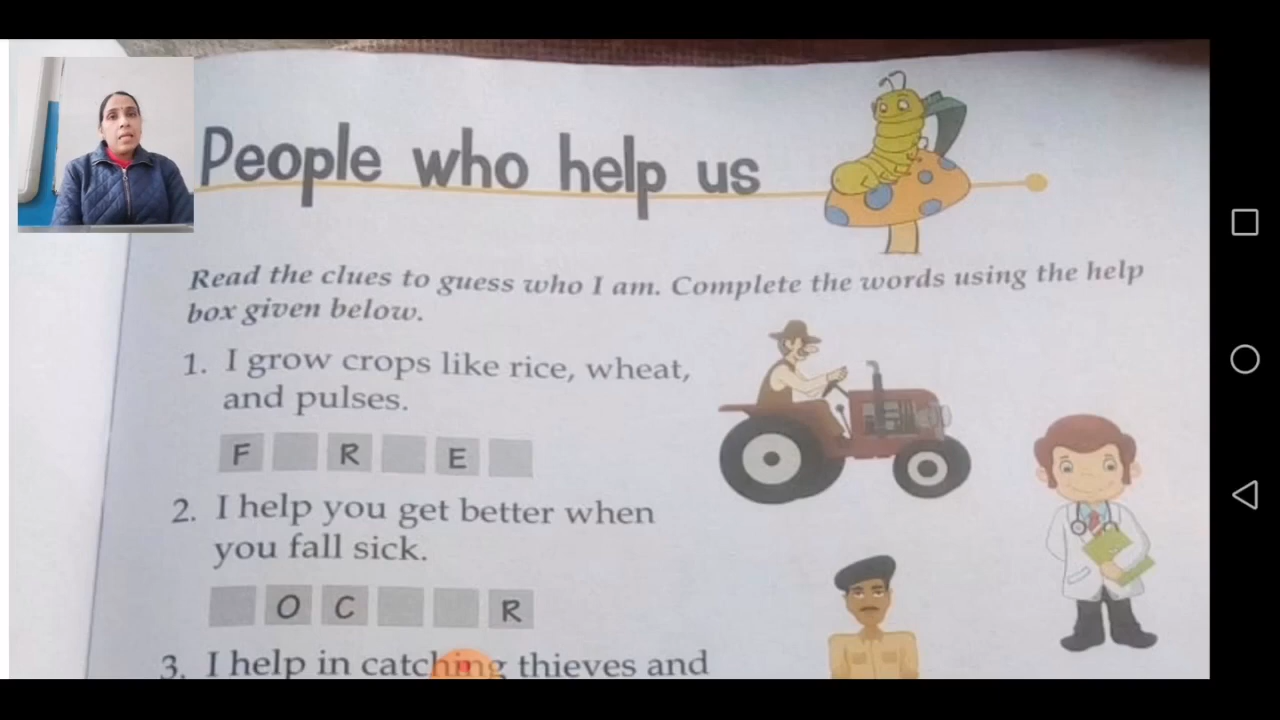 People who help us
Read the clues to guess who I am. Complete the words using the help
box given below.
1. I grow crops like rice, wheat,
and pulses.
F R E
2. I help you get better when
you fall sick.
O C R
3. I help in catching thieves and